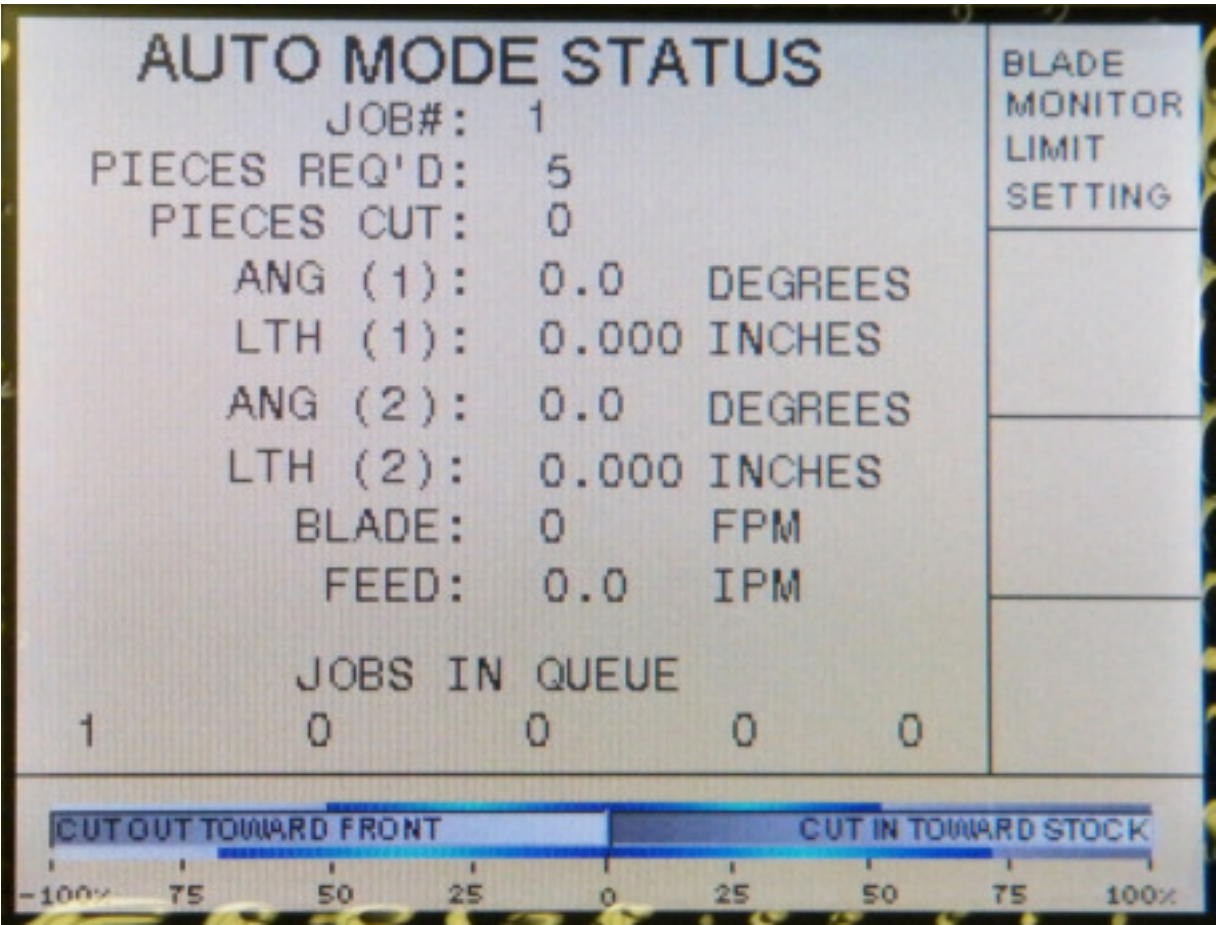 AUTO MODE STATUS
JOB#: 1
PIECES REQ'D: 5
PIECES CUT: 0
ANG (1): 0.0 DEGREES
LTH (1): 0.000 INCHES
ANG (2): 0.0 DEGREES
LTH (2): 0.000 INCHES
BLADE: 0 FPM
FEED: 0.0 IPM
JOBS IN QUEUE
1 0 0 0 0
BLADE
MONITOR
LIMIT
SETTING
CUT OUT TOWARD FRONT CUT IN TOWARD STOCK
-100% 75 50 25 0 25 50 75 100%